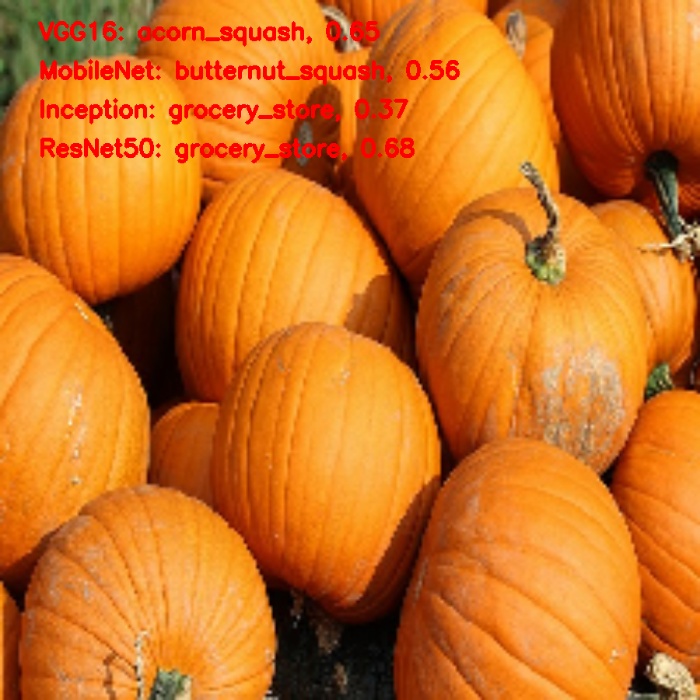 VGG16: acorn_squash, 0.65
MobileNet: butternut_squash, 0.56
Inception: grocery_store, 0.37
ResNet50: grocery_store, 0.68